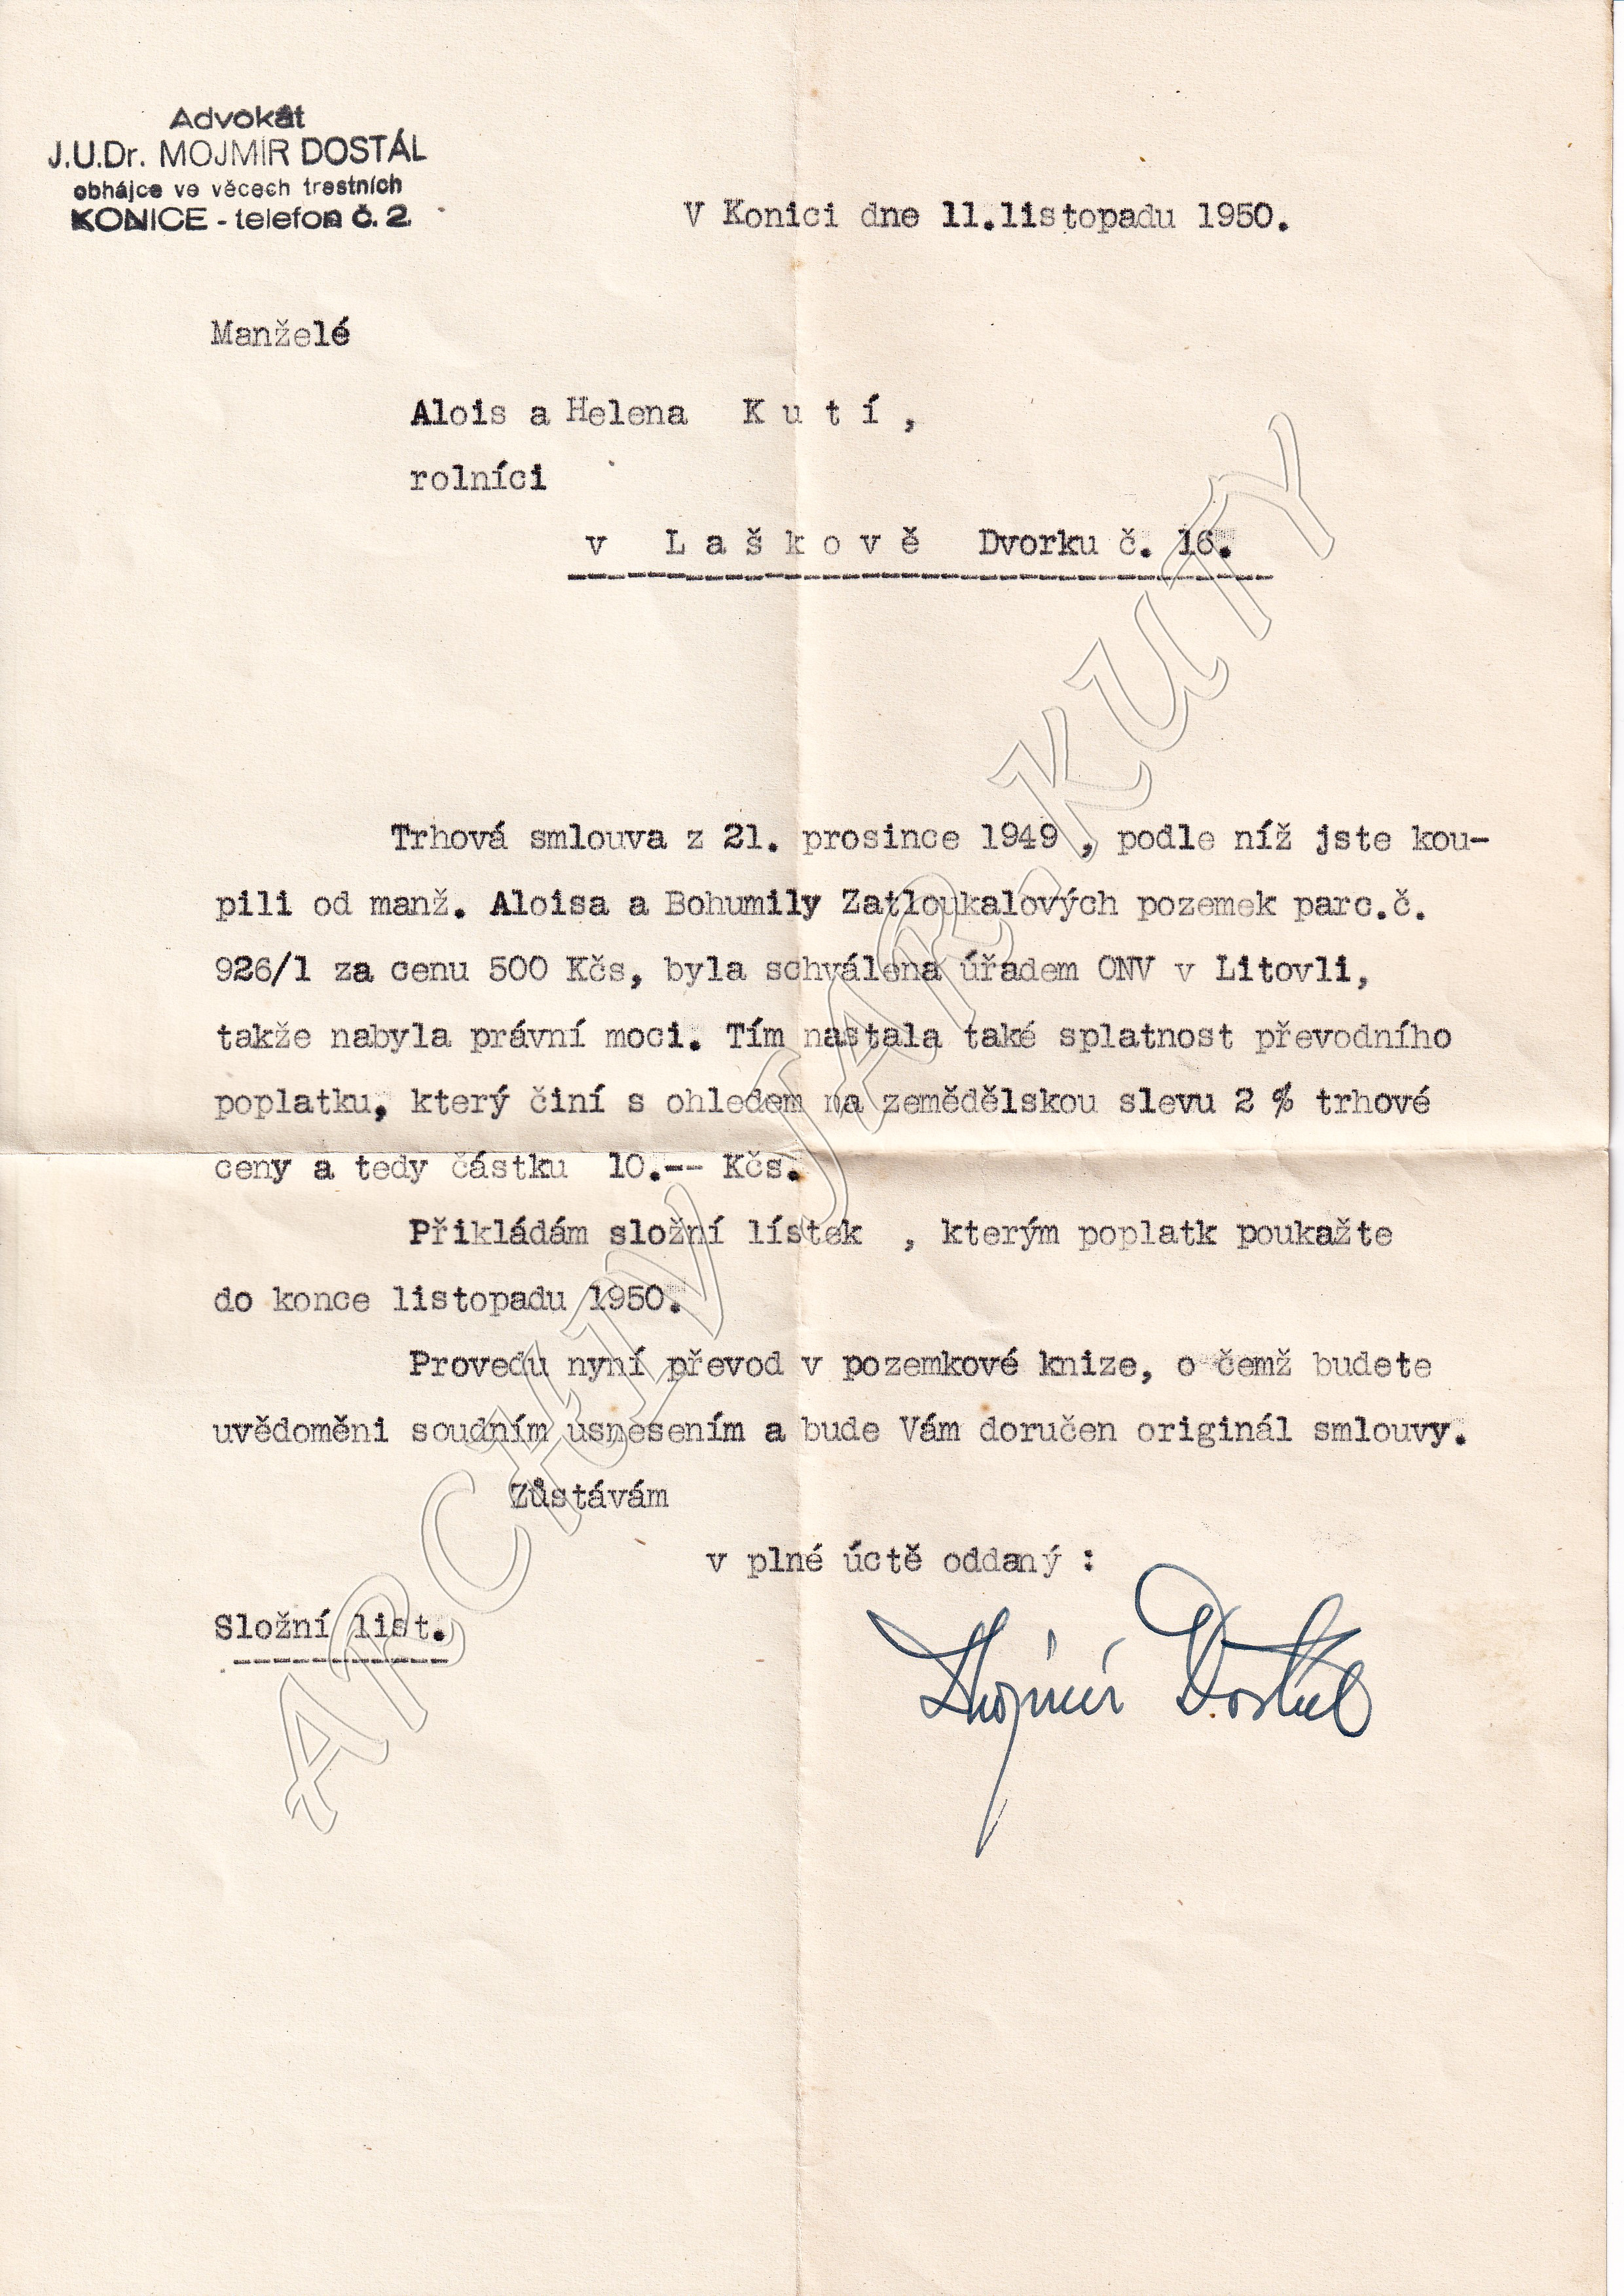 Advokát
J.U.Dr. MOJMÍR DOSTÁL
obhájce ve věcech trestních
KONICE - telefon č. 2.
V Konici dne 11.listopadu 1950.
Manželé
Alois a Helena K u t í ,
rolníci
v L a š k o v ě Dvorku č. 16.
Trhová smlouva z 21. prosince 1949 , podle níž jste kou-
pili od manž. Aloisa a Bohumily Zatloukalových pozemek parc.č.
926/1 za cenu 500 Kčs, byla schválena úřadem ONV v Litovli,
takže nabyla právní moci. Tím nastala také splatnost převodního
poplatku, který činí s ohledem na zemědělskou slevu 2 % trhové
ceny a tedy částku 10.-- Kčs.
Přikládám složní lístek , kterým poplatk poukažte
do konce listopadu 1950.
Provedu nyní převod v pozemkové knize, o čemž budete
uvědoměni soudním usnesením a bude Vám doručen originál smlouvy.
Zůstávám
v plné úctě oddaný :
Složní list.
Mojmír Dostál
ARCHIV JAR.KUTÝ